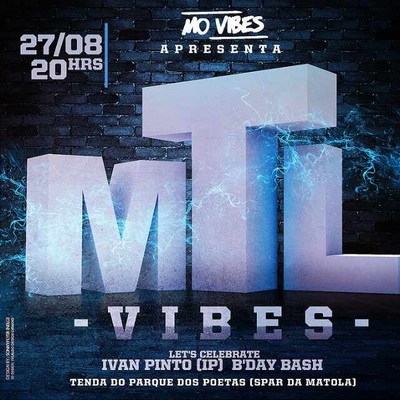 MO VIBES
APRESENTA
27/08
20HRS
MTL
- VIBES -
LET'S CELEBRATE
IVAN PINTO (IP) B'DAY BASH
TENDA DO PARQUE DOS POETAS (SPAR DA MATOLA)